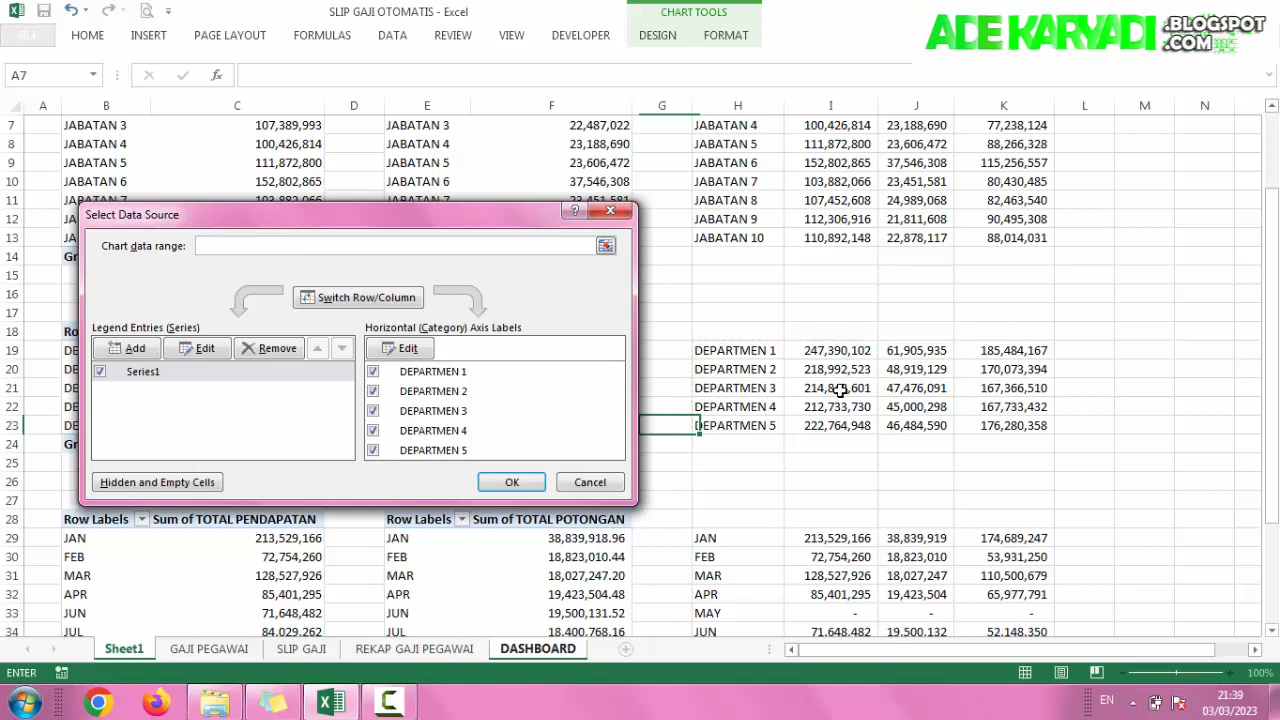 SLIP GAJI OTOMATIS - Excel
CHART TOOLS
ADE KARYADI .BLOGSPOT .COM
FILE HOME INSERT PAGE LAYOUT FORMULAS DATA REVIEW VIEW DEVELOPER DESIGN FORMAT
A7 fx
A B C D E F G H I J K L M N
7 JABATAN 3 107,389,993 JABATAN 3 22,487,022 JABATAN 4 100,426,814 23,188,690 77,238,124
8 JABATAN 4 100,426,814 JABATAN 4 23,188,690 JABATAN 5 111,872,800 23,606,472 88,266,328
9 JABATAN 5 111,872,800 JABATAN 5 23,606,472 JABATAN 6 152,802,865 37,546,308 115,256,557
10 JABATAN 6 152,802,865 JABATAN 6 37,546,308 JABATAN 7 103,882,066 23,451,581 80,430,485
11 JABATAN 8 107,452,608 24,989,068 82,463,540
12 JABATAN 9 112,306,916 21,811,608 90,495,308
13 JABATAN 10 110,892,148 22,878,117 88,014,031
14
15
16
17
18
19 DEPARTMEN 1 247,390,102 61,905,935 185,484,167
20 DEPARTMEN 2 218,992,523 48,919,129 170,073,394
21 DEPARTMEN 3 47,476,091 167,366,510
22 DEPARTMEN 4 212,733,730 45,000,298 167,733,432
23 DEPARTMEN 5 222,764,948 46,484,590 176,280,358
24
25
26
27
Select Data Source
Chart data range:
Switch Row/Column
Legend Entries (Series)
Horizontal (Category) Axis Labels
Add Edit Remove
Edit
Series1
DEPARTMEN 1
DEPARTMEN 2
DEPARTMEN 3
DEPARTMEN 4
DEPARTMEN 5
Hidden and Empty Cells
OK
Cancel
28 Row Labels Sum of TOTAL PENDAPATAN Row Labels Sum of TOTAL POTONGAN
29 JAN 213,529,166 JAN 38,839,918.96 JAN 213,529,166 38,839,919 174,689,247
30 FEB 72,754,260 FEB 18,823,010.44 FEB 72,754,260 18,823,010 53,931,250
31 MAR 128,527,926 MAR 18,027,247.20 MAR 128,527,926 18,027,247 110,500,679
32 APR 85,401,295 APR 19,423,504.48 APR 85,401,295 19,423,504 65,977,791
33 JUN 71,648,482 JUN 19,500,131.52 MAY - - -
34 JUL 84,029,262 JUL 18,400,768.16 JUN 71,648,482 19,500,132 52,148,350
Sheet1 GAJI PEGAWAI SLIP GAJI REKAP GAJI PEGAWAI DASHBOARD
ENTER 100%
EN
21:39
03/03/2023